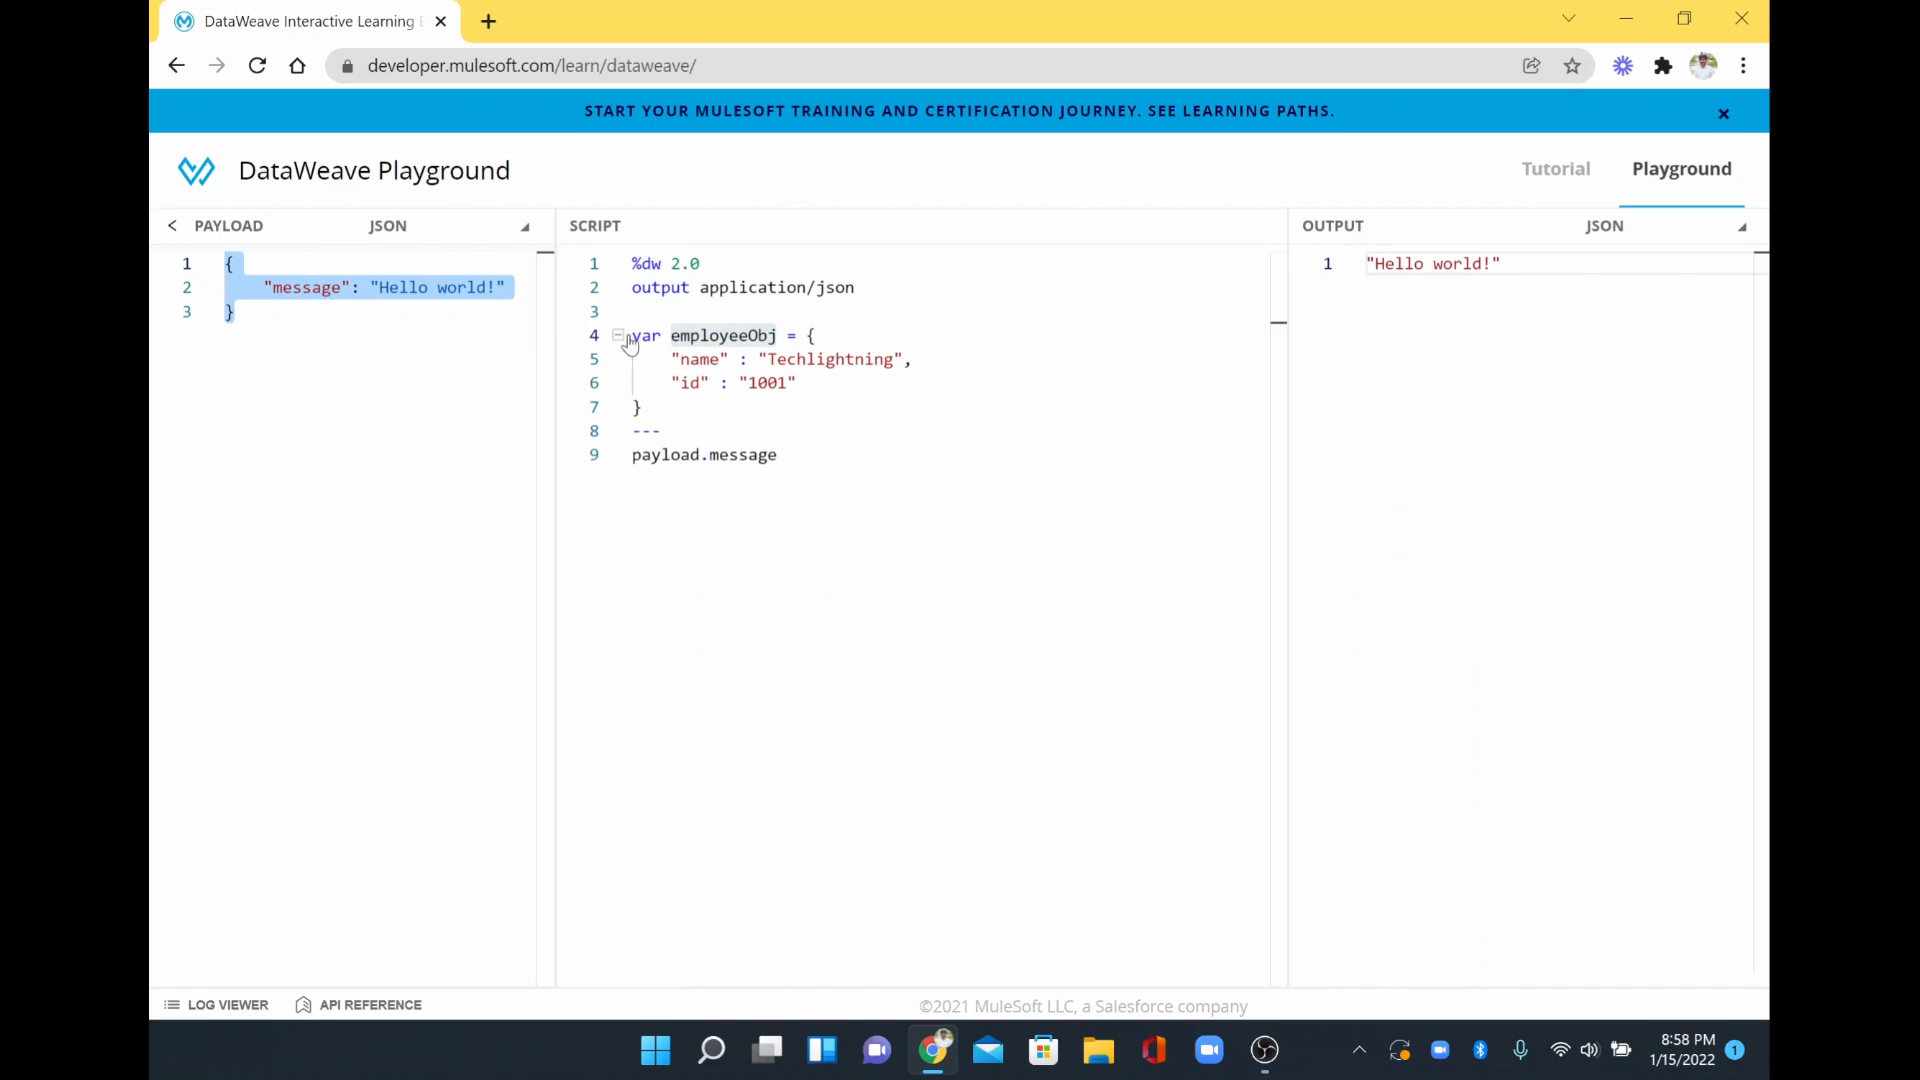 DataWeave Interactive Learning E
developer.mulesoft.com/learn/dataweave/
START YOUR MULESOFT TRAINING AND CERTIFICATION JOURNEY. SEE LEARNING PATHS.
DataWeave Playground
Tutorial
Playground
PAYLOAD
JSON
1 {
2 "message": "Hello world!"
3 }
SCRIPT
1 %dw 2.0
2 output application/json
3
4 var employeeObj = {
5 "name" : "Techlightning",
6 "id" : "1001"
7 }
8 ---
9 payload.message
OUTPUT
JSON
1 "Hello world!"
LOG VIEWER
API REFERENCE
©2021 MuleSoft LLC, a Salesforce company
8:58 PM
1/15/2022
1